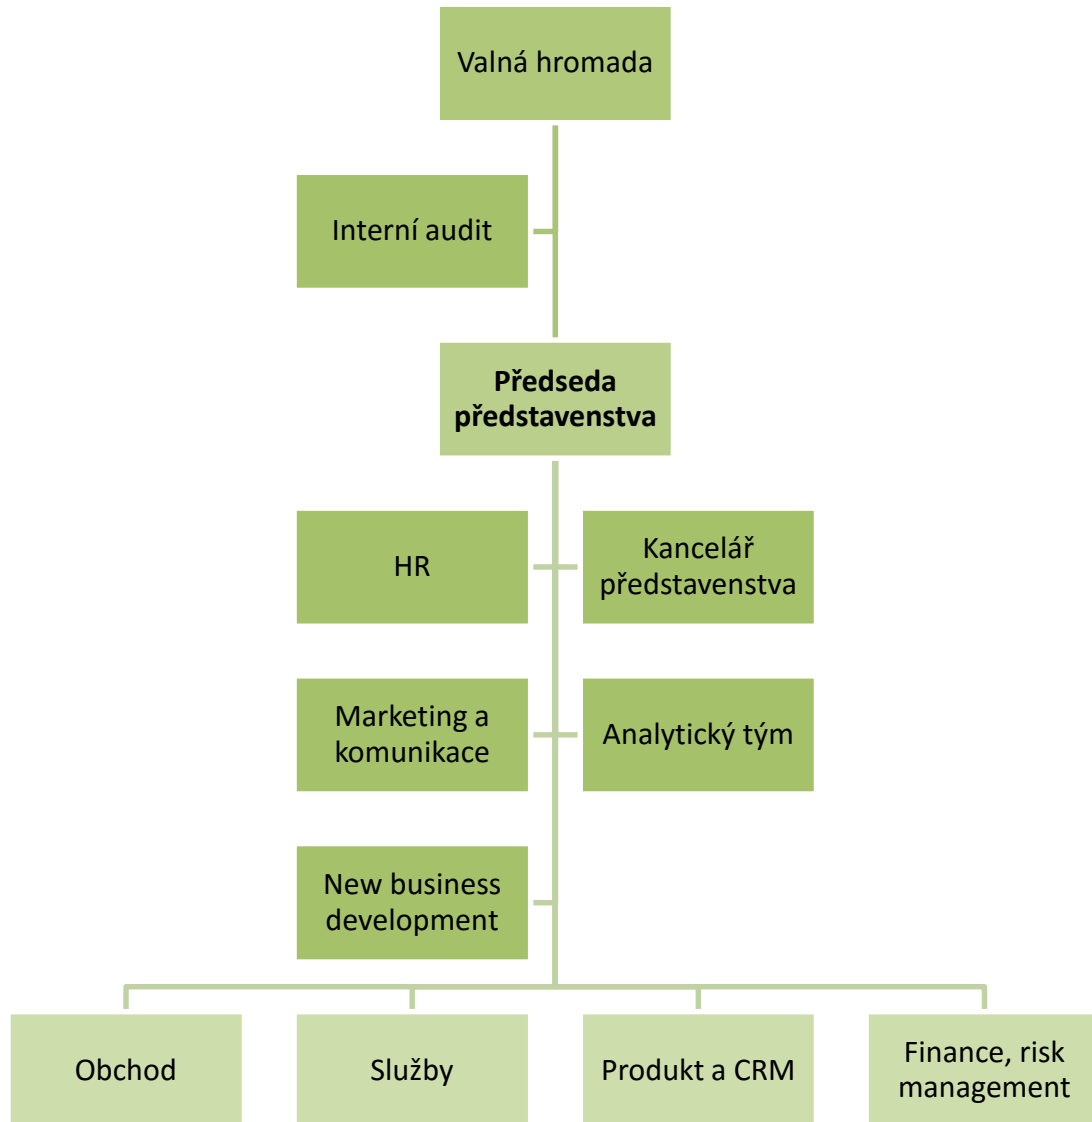 Valná hromada
Interní audit
Předseda
představenstva
HR
Kancelář
představenstva
Marketing a
komunikace
Analytický tým
New business
development
Obchod
Služby
Produkt a CRM
Finance, risk
management